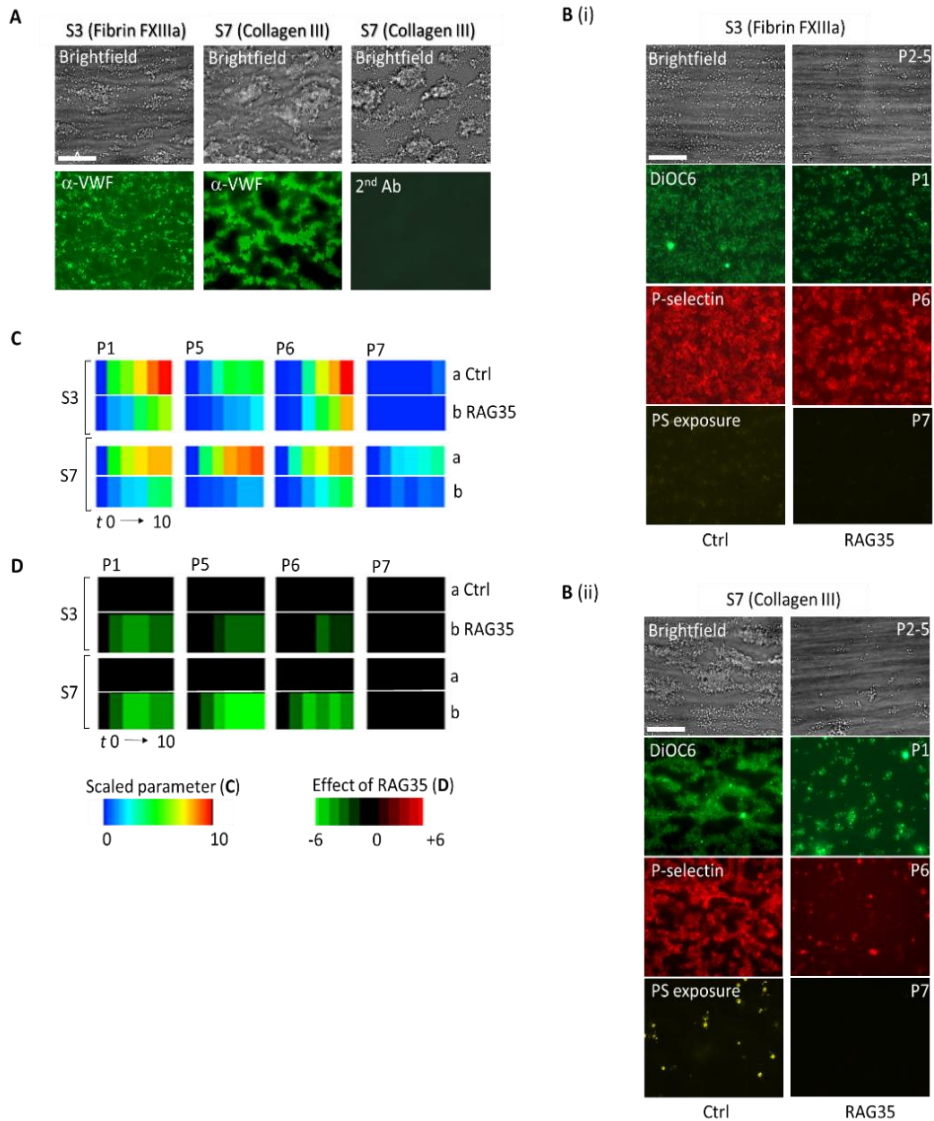 A
S3 (Fibrin FXIIIa) S7 (Collagen III) S7 (Collagen III)
Brightfield Brightfield Brightfield
α-VWF α-VWF 2nd Ab
B (i)
S3 (Fibrin FXIIIa)
Brightfield P2-5
DiOC6 P1
P-selectin P6
PS exposure P7
Ctrl RAG35
C
P1 P5 P6 P7
S3
a Ctrl
b RAG35
S7
a
b
t 0 → 10
D
P1 P5 P6 P7
S3
a Ctrl
b RAG35
S7
a
b
t 0 → 10
Scaled parameter (C)
0 10
Effect of RAG35 (D)
-6 0 +6
B (ii)
S7 (Collagen III)
Brightfield P2-5
DiOC6 P1
P-selectin P6
PS exposure P7
Ctrl RAG35